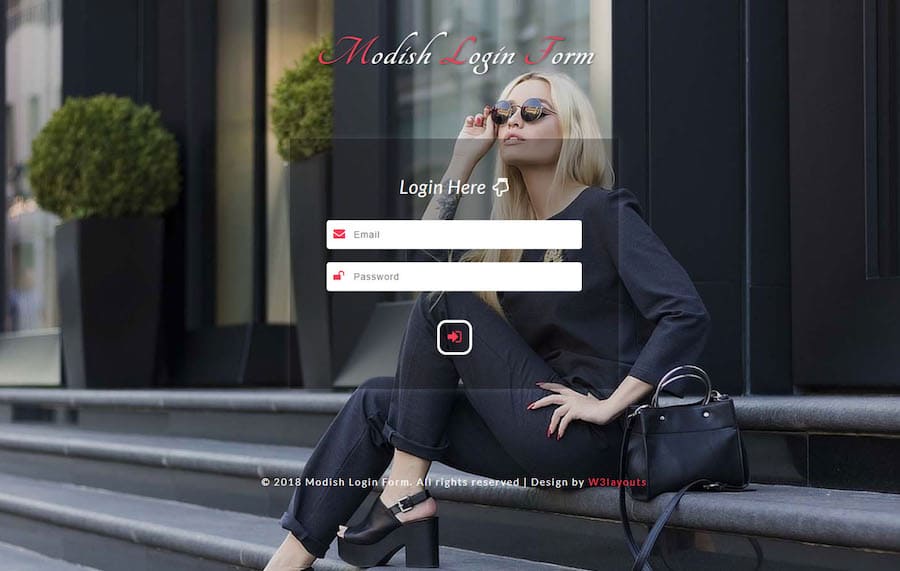 Modish Login Form
Login Here
Email
Password
© 2018 Modish Login Form. All rights reserved | Design by W3layouts